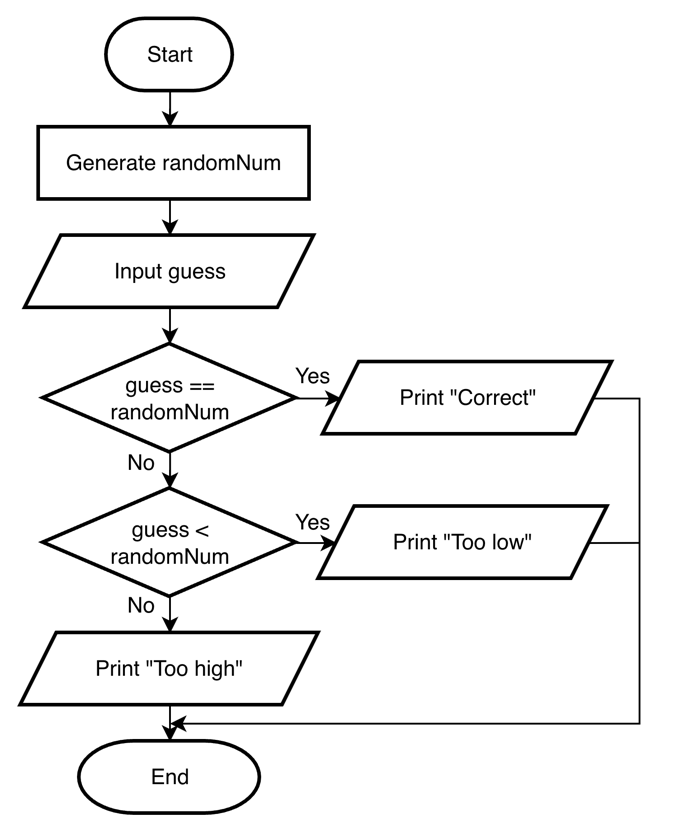 Start
Generate randomNum
Input guess
guess ==
randomNum
Yes
Print "Correct"
No
guess <
randomNum
Yes
Print "Too low"
No
Print "Too high"
End